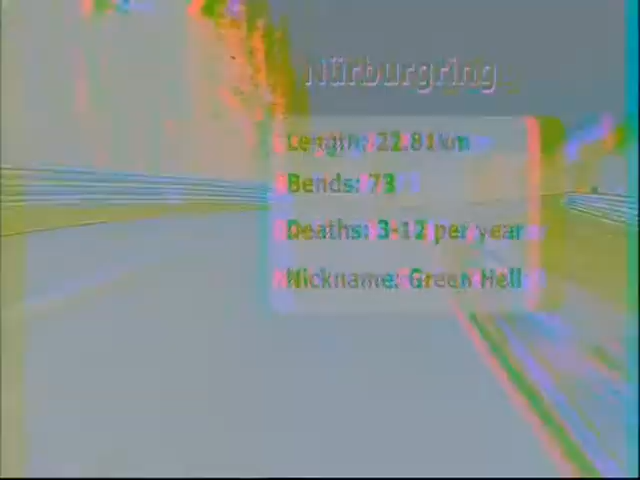 Nürburgring
Length: 22.81km
Bends: 73
Deaths: 3-12 per year
Nickname: Green Hell